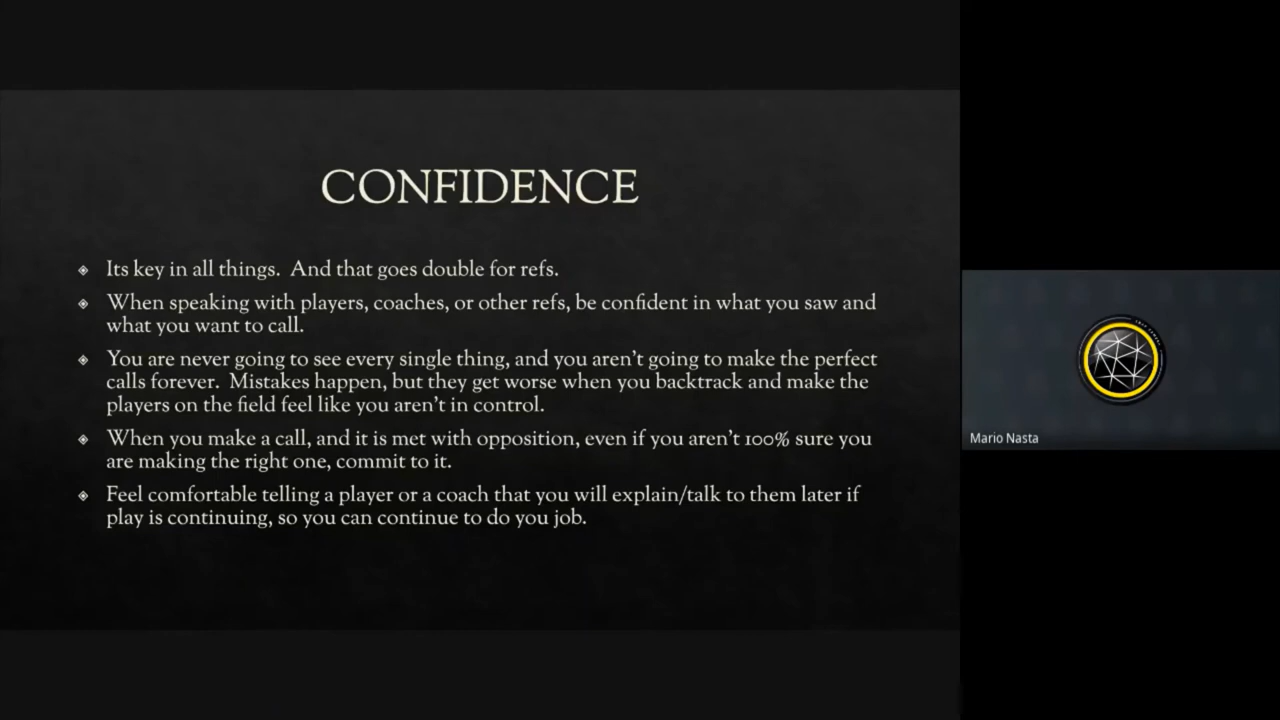 CONFIDENCE
Its key in all things. And that goes double for refs.
When speaking with players, coaches, or other refs, be confident in what you saw and
what you want to call.
You are never going to see every single thing, and you aren't going to make the perfect
calls forever. Mistakes happen, but they get worse when you backtrack and make the
players on the field feel like you aren't in control.
When you make a call, and it is met with opposition, even if you aren't 100% sure you
are making the right one, commit to it.
Feel comfortable telling a player or a coach that you will explain/talk to them later if
play is continuing, so you can continue to do you job.
Mario Nasta